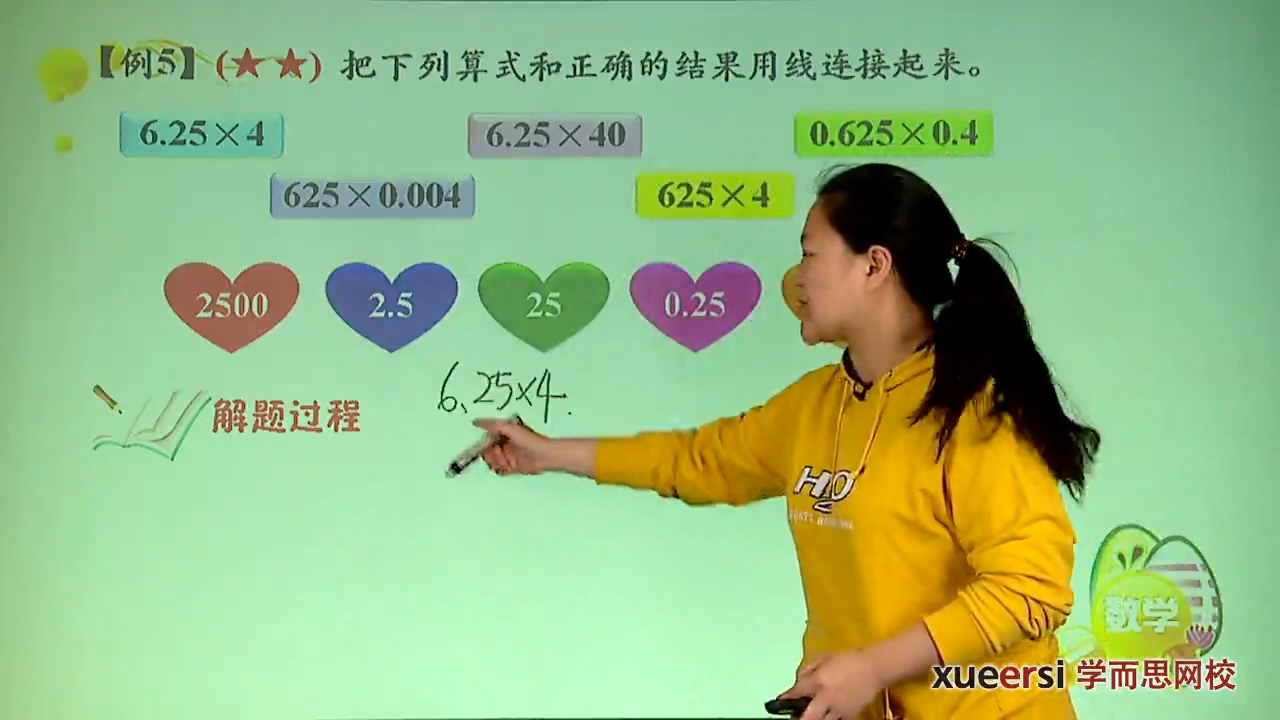 【例5】(★★) 把下列算式和正确的结果用线连接起来。
6.25×4 6.25×40 0.625×0.4
625×0.004 625×4
2500 2.5 25 0.25
6.25×4.
解题过程
H2O
数学
xueersi 学而思网校